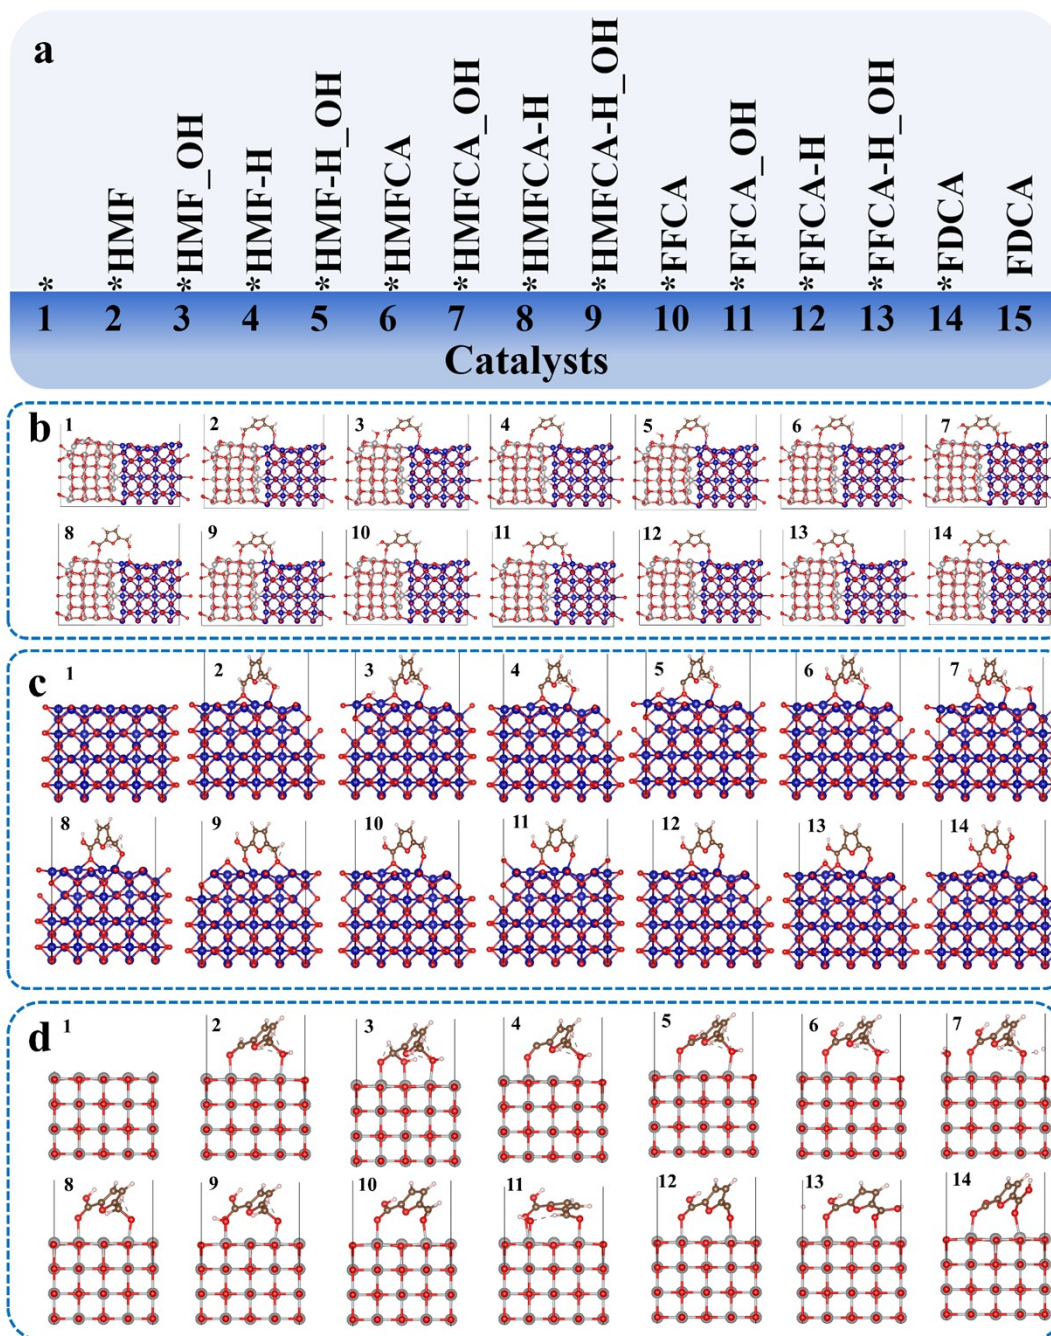 a
*
*HMF
*HMF_OH
*HMF-H
*HMF-H_OH
*HMFCA
*HMFCA_OH
*HMFCA-H
*HMFCA-H_OH
*FFCA
*FFCA_OH
*FFCA-H
*FFCA-H_OH
*FDCA
FDCA
1 2 3 4 5 6 7 8 9 10 11 12 13 14 15
Catalysts
b
1 2 3 4 5 6 7
8 9 10 11 12 13 14
c
1 2 3 4 5 6 7
8 9 10 11 12 13 14
d
1 2 3 4 5 6 7
8 9 10 11 12 13 14